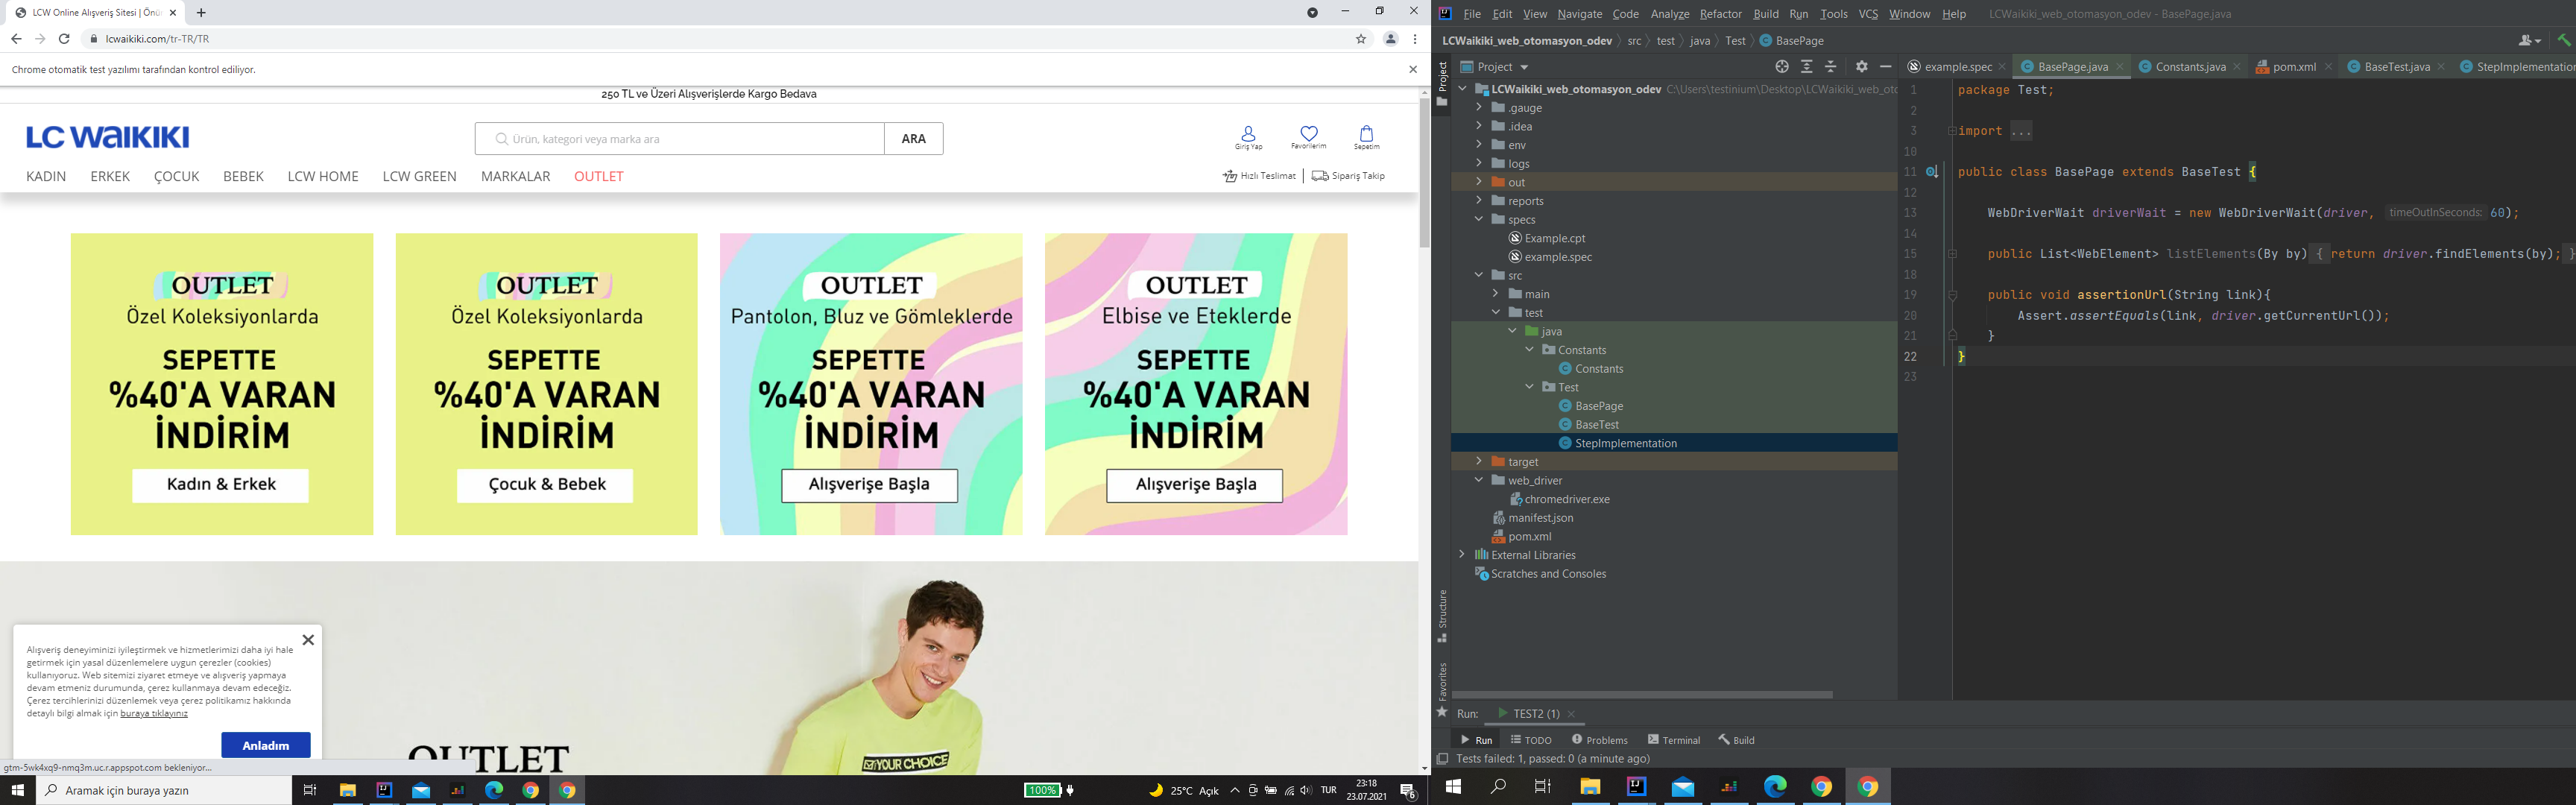 LCW Online Alışveriş Sitesi | Önü
lcwaikiki.com/tr-TR/TR
Chrome otomatik test yazılımı tarafından kontrol ediliyor.
250 TL ve Üzeri Alışverişlerde Kargo Bedava
LC WAIKIKI
Ürün, kategori veya marka ara
ARA
Giriş Yap
Favorilerim
Sepetim
KADIN ERKEK ÇOCUK BEBEK LCW HOME LCW GREEN MARKALAR OUTLET
Hızlı Teslimat
Sipariş Takip
OUTLET
Özel Koleksiyonlarda
SEPETTE
%40'A VARAN
İNDİRİM
Kadın & Erkek
OUTLET
Özel Koleksiyonlarda
SEPETTE
%40'A VARAN
İNDİRİM
Çocuk & Bebek
OUTLET
Pantolon, Bluz ve Gömleklerde
SEPETTE
%40'A VARAN
İNDİRİM
Alışverişe Başla
OUTLET
Elbise ve Eteklerde
SEPETTE
%40'A VARAN
İNDİRİM
Alışverişe Başla
Alışveriş deneyiminizi iyileştirmek ve hizmetlerimizi daha iyi hale
getirmek için yasal düzenlemelere uygun çerezler (cookies)
kullanıyoruz. Web sitemizi ziyaret etmeye ve alışveriş yapmaya
devam etmeniz durumunda, çerez kullanmaya devam edeceğiz.
Çerez tercihlerinizi düzenlemek veya çerez politikamız hakkında
detaylı bilgi almak için buraya tıklayınız
Anladım
OUTLET
YOUR CHOICE
gtm-5wk4xq9-nmq3m.uc.r.appspot.com bekleniyor...
Aramak için buraya yazın
100%
25°C Açık
TUR
23:18
23.07.2021
6
File Edit View Navigate Code Analyze Refactor Build Run Tools VCS Window Help LCWaikiki_web_otomasyon_odev - BasePage.java
LCWaikiki_web_otomasyon_odev src test java Test BasePage
Project
Project
Structure
Favorites
LCWaikiki_web_otomasyon_odev C:\Users\testinium\Desktop\LCWaikiki_web_oto
.gauge
.idea
env
logs
out
reports
specs
Example.cpt
example.spec
src
main
test
java
Constants
Constants
Test
BasePage
BaseTest
StepImplementation
target
web_driver
chromedriver.exe
manifest.json
pom.xml
External Libraries
Scratches and Consoles
example.spec BasePage.java Constants.java pom.xml BaseTest.java StepImplementation
1 package Test;
2
3 import ...
10
11 public class BasePage extends BaseTest {
12
13 WebDriverWait driverWait = new WebDriverWait(driver, timeOutInSeconds: 60);
14
15 public List<WebElement> listElements(By by) { return driver.findElements(by); }
18
19 public void assertionUrl(String link){
20 Assert.assertEquals(link, driver.getCurrentUrl());
21 }
22 }
23
Run: TEST2 (1)
Run TODO Problems Terminal Build
Tests failed: 1, passed: 0 (a minute ago)